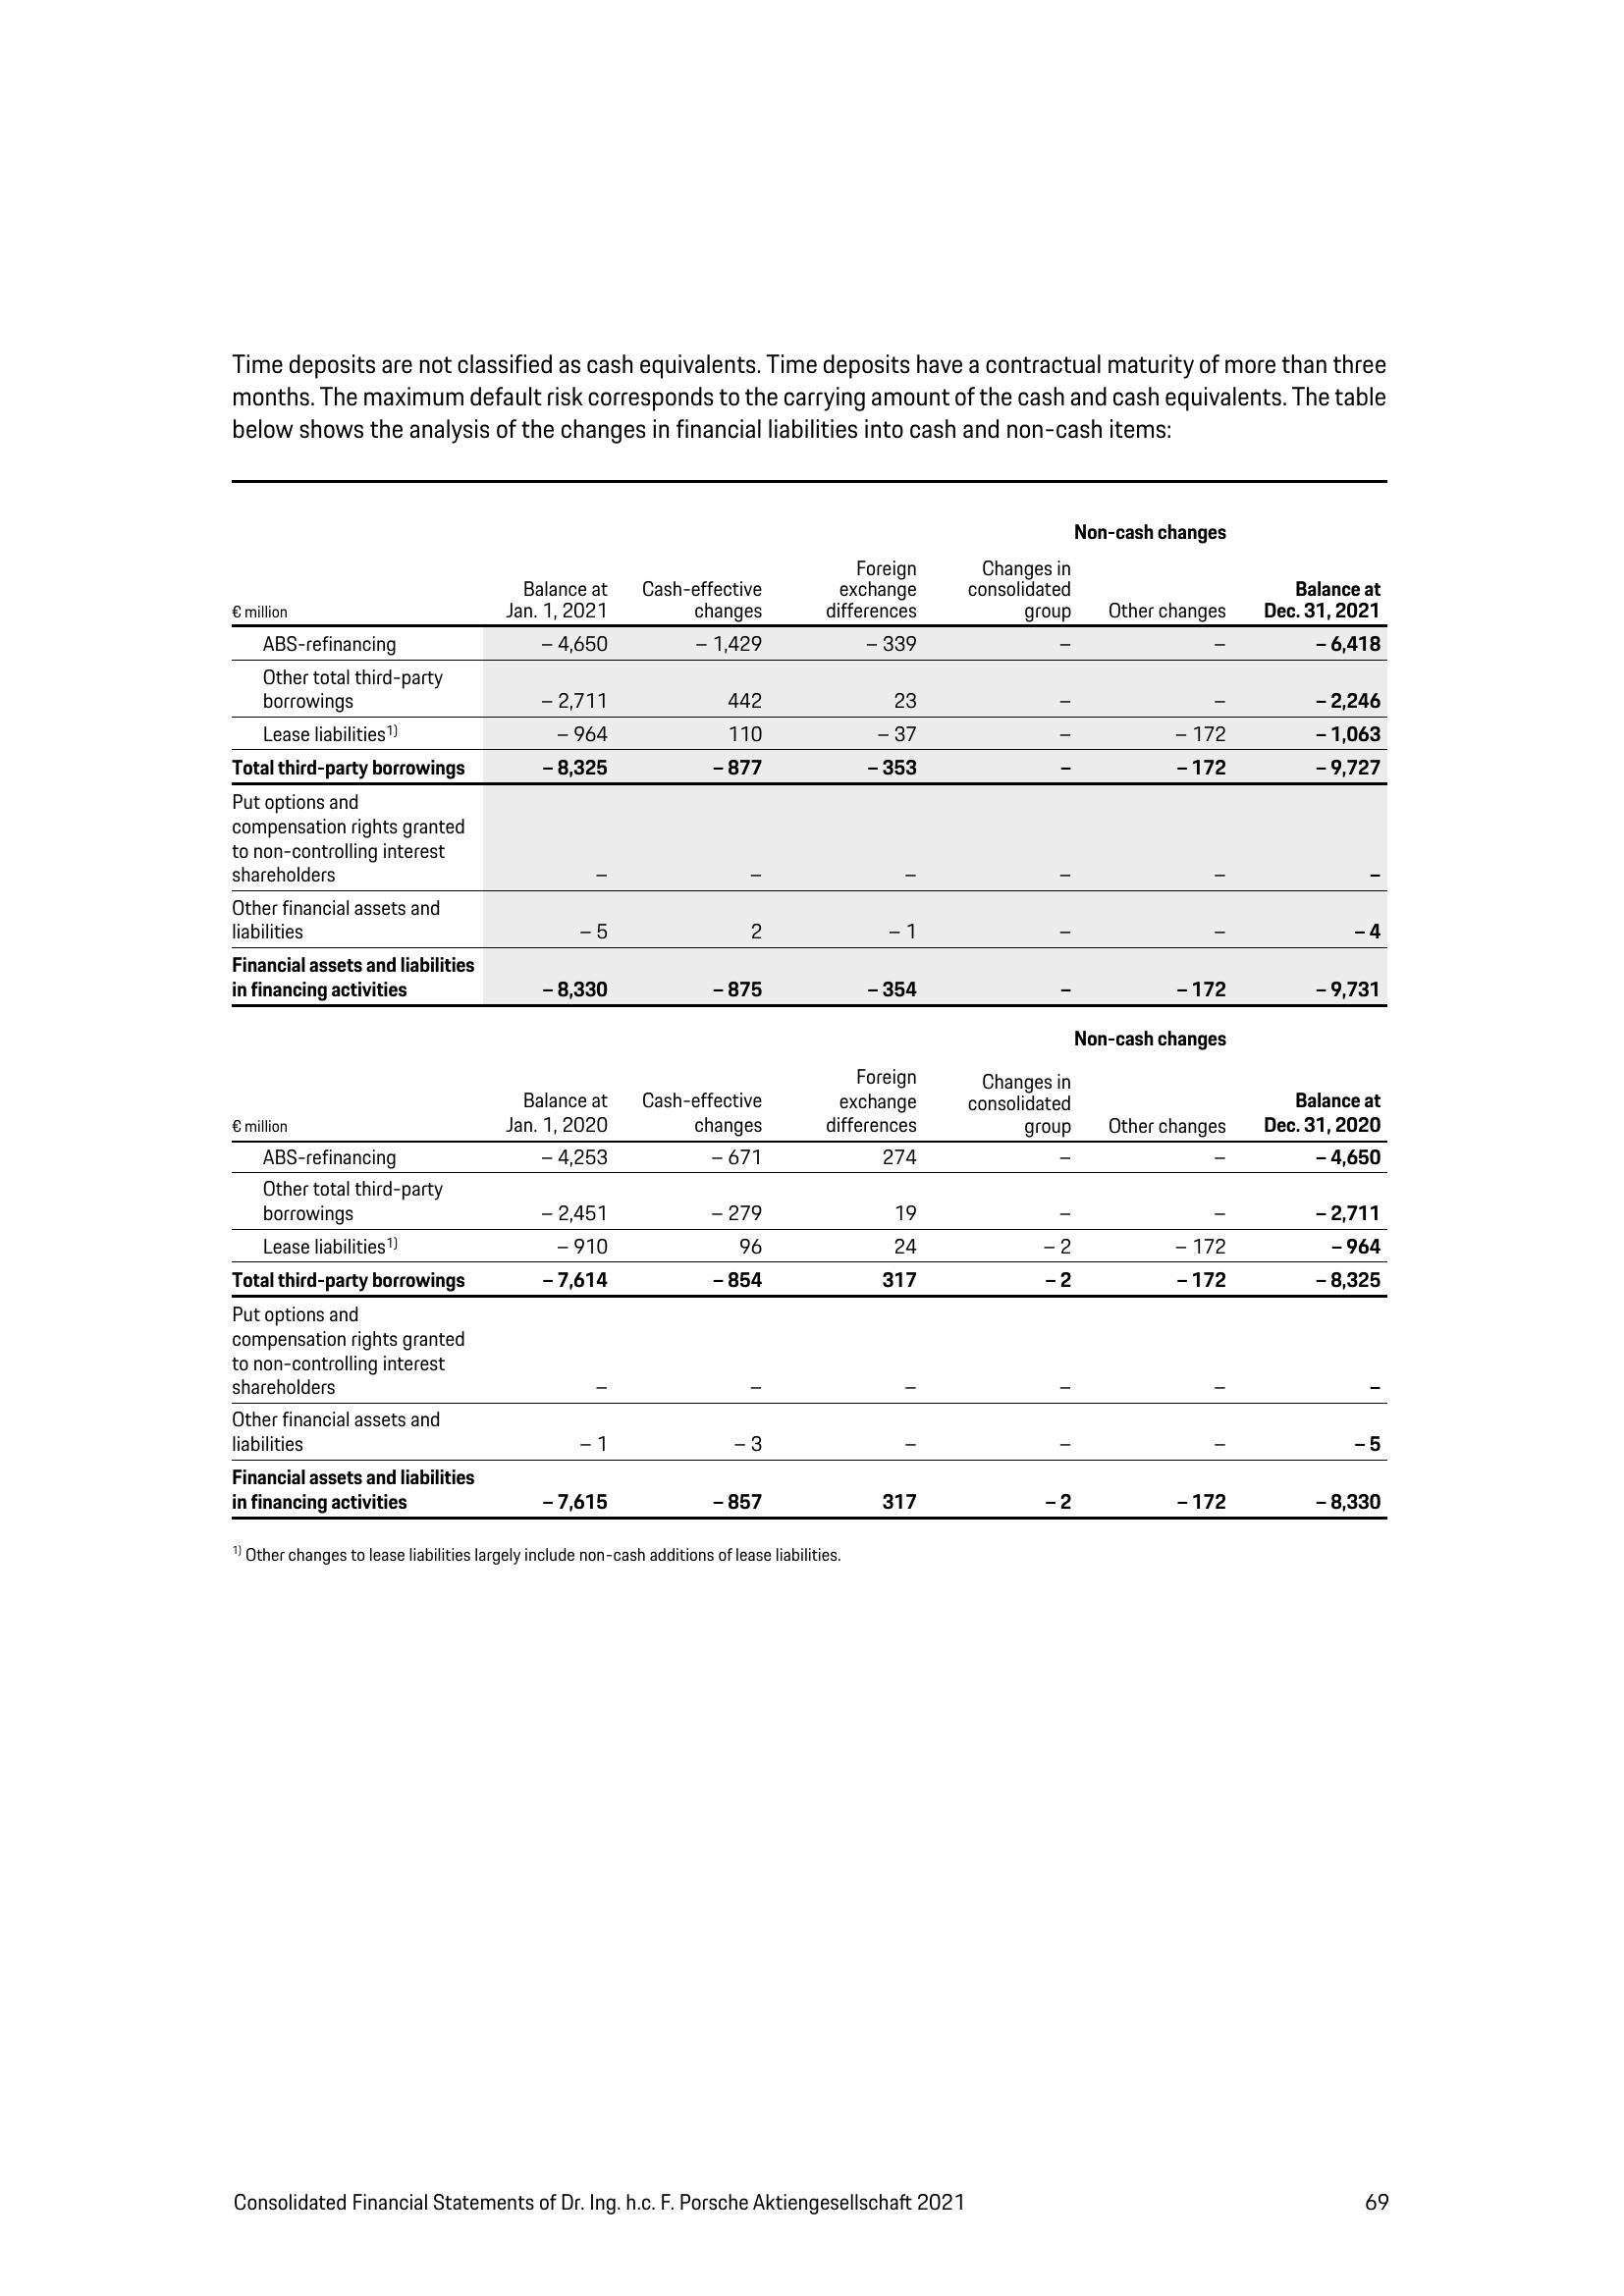 Time deposits are not classified as cash equivalents. Time deposits have a contractual maturity of more than three
months. The maximum default risk corresponds to the carrying amount of the cash and cash equivalents. The table
below shows the analysis of the changes in financial liabilities into cash and non-cash items:
Non-cash changes
€ million Balance at Jan. 1, 2021 Cash-effective changes Foreign exchange differences Changes in consolidated group Other changes Balance at Dec. 31, 2021
ABS-refinancing – 4,650 – 1,429 – 339 – – – 6,418
Other total third-party
borrowings – 2,711 442 23 – – – 2,246
Lease liabilities1) – 964 110 – 37 – – 172 – 1,063
Total third-party borrowings – 8,325 – 877 – 353 – – 172 – 9,727
Put options and
compensation rights granted
to non-controlling interest
shareholders – – – – – –
Other financial assets and
liabilities – 5 2 – 1 – – – 4
Financial assets and liabilities
in financing activities – 8,330 – 875 – 354 – – 172 – 9,731
Non-cash changes
€ million Balance at Jan. 1, 2020 Cash-effective changes Foreign exchange differences Changes in consolidated group Other changes Balance at Dec. 31, 2020
ABS-refinancing – 4,253 – 671 274 – – – 4,650
Other total third-party
borrowings – 2,451 – 279 19 – – – 2,711
Lease liabilities1) – 910 96 24 – 2 – 172 – 964
Total third-party borrowings – 7,614 – 854 317 – 2 – 172 – 8,325
Put options and
compensation rights granted
to non-controlling interest
shareholders – – – – – –
Other financial assets and
liabilities – 1 – 3 – – – – 5
Financial assets and liabilities
in financing activities – 7,615 – 857 317 – 2 – 172 – 8,330
1) Other changes to lease liabilities largely include non-cash additions of lease liabilities.
Consolidated Financial Statements of Dr. Ing. h.c. F. Porsche Aktiengesellschaft 2021 69